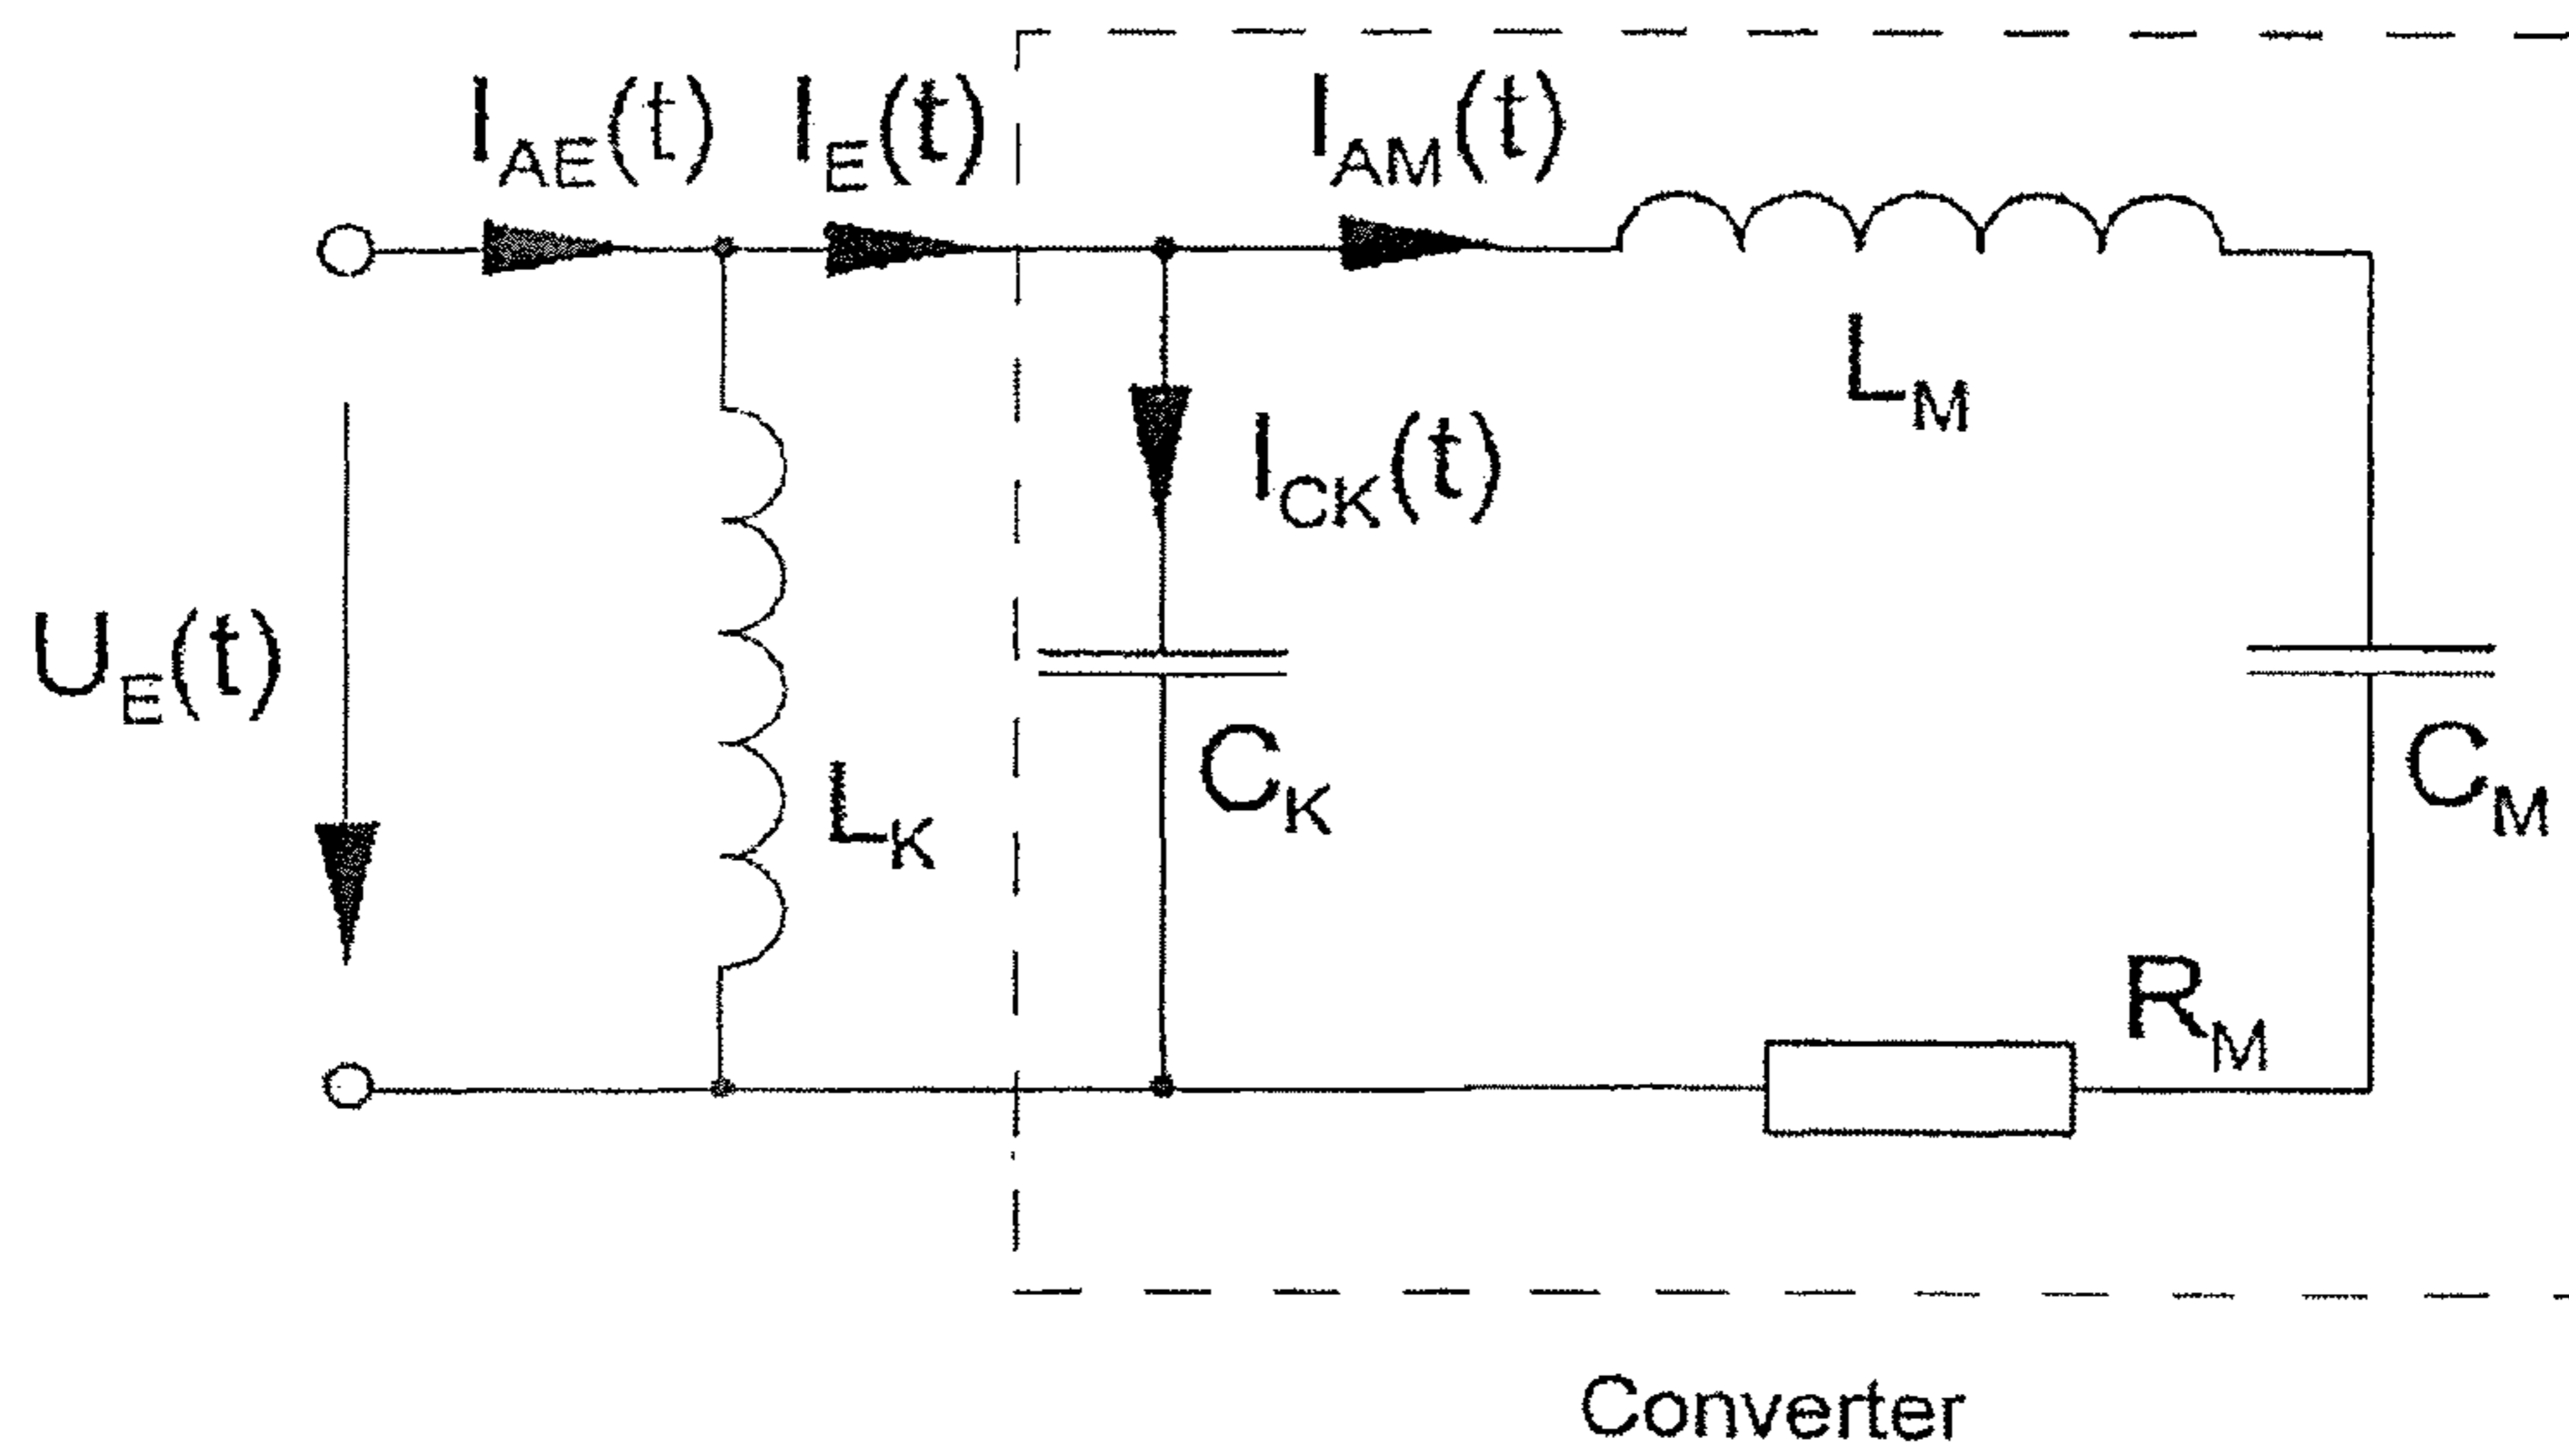 I_AE(t) I_E(t) I_AM(t)
L_M
I_CK(t)
U_E(t)
L_K
C_K
C_M
R_M
Converter